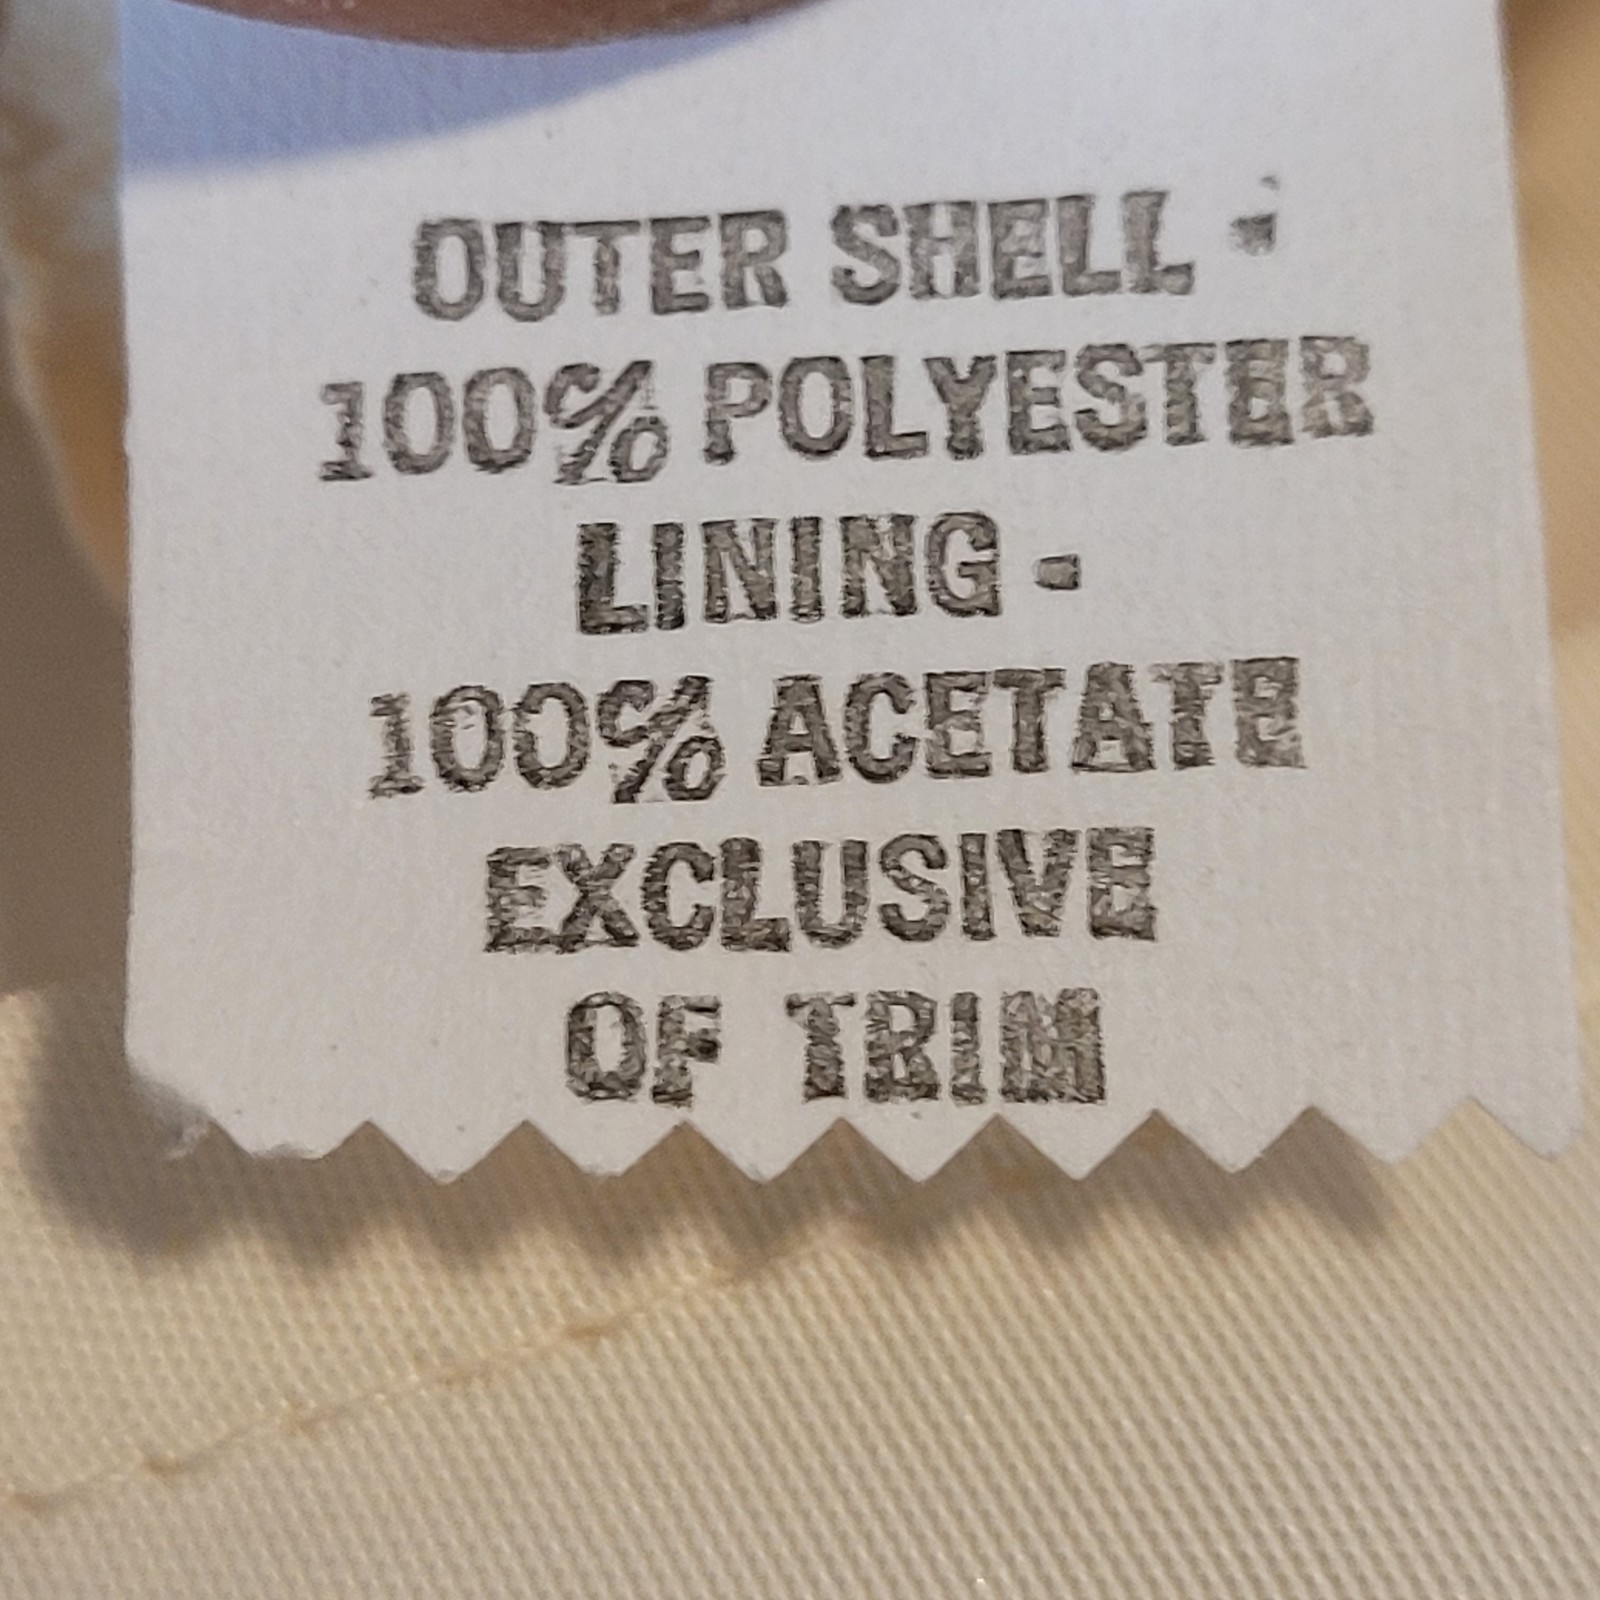 OUTER SHELL -
100% POLYESTER
LINING -
100% ACETATE
EXCLUSIVE
OF TRIM